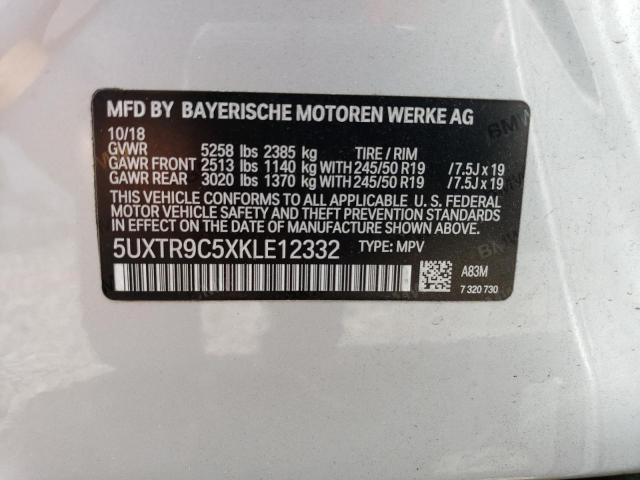 MFD BY BAYERISCHE MOTOREN WERKE AG
10/18
GVWR 5258 lbs 2385 kg TIRE / RIM
GAWR FRONT 2513 lbs 1140 kg WITH 245/50 R19 /7.5J x 19
GAWR REAR 3020 lbs 1370 kg WITH 245/50 R19 /7.5J x 19
THIS VEHICLE CONFORMS TO ALL APPLICABLE U. S. FEDERAL
MOTOR VEHICLE SAFETY AND THEFT PREVENTION STANDARDS
IN EFFECT ON THE DATE OF MANUFACTURE SHOWN ABOVE.
5UXTR9C5XKLE12332 TYPE: MPV
A83M
7 320 730